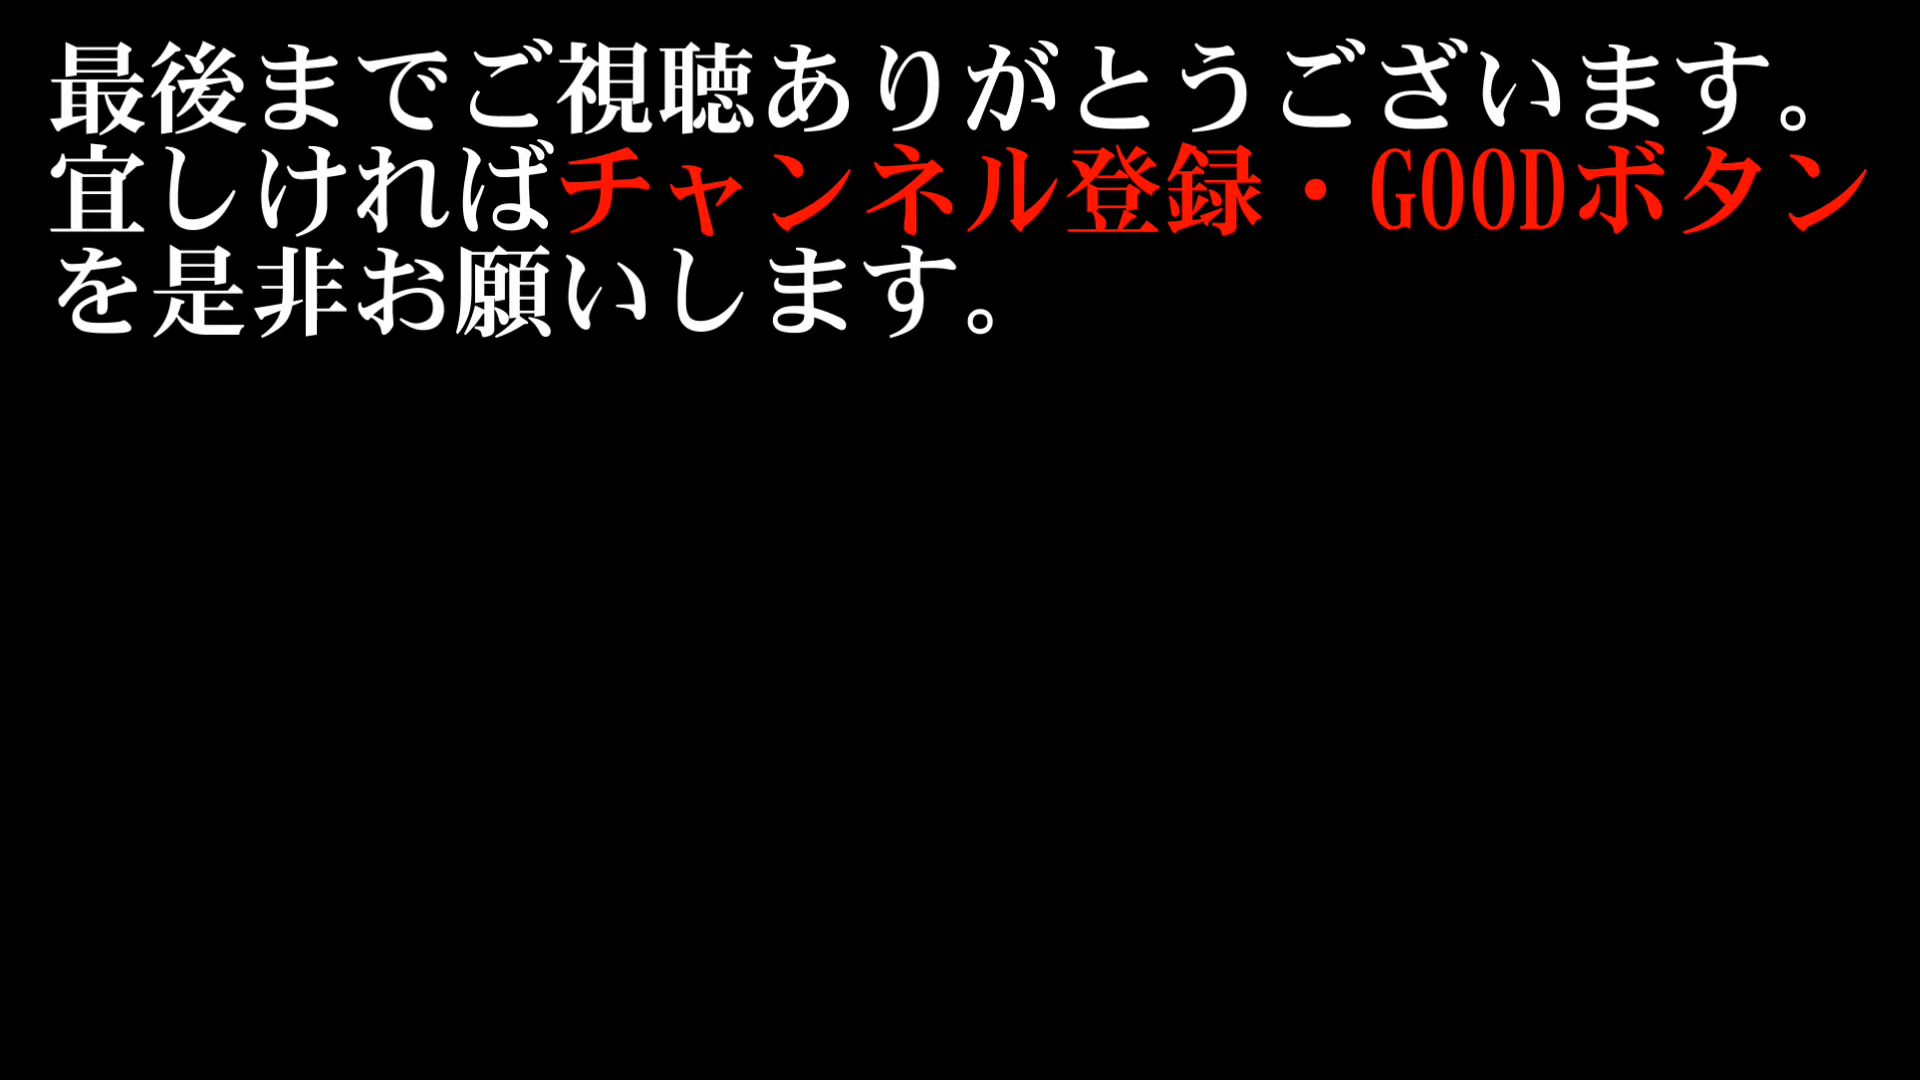 最後までご視聴ありがとうございます。
宜しければチャンネル登録・GOODボタン
を是非お願いします。